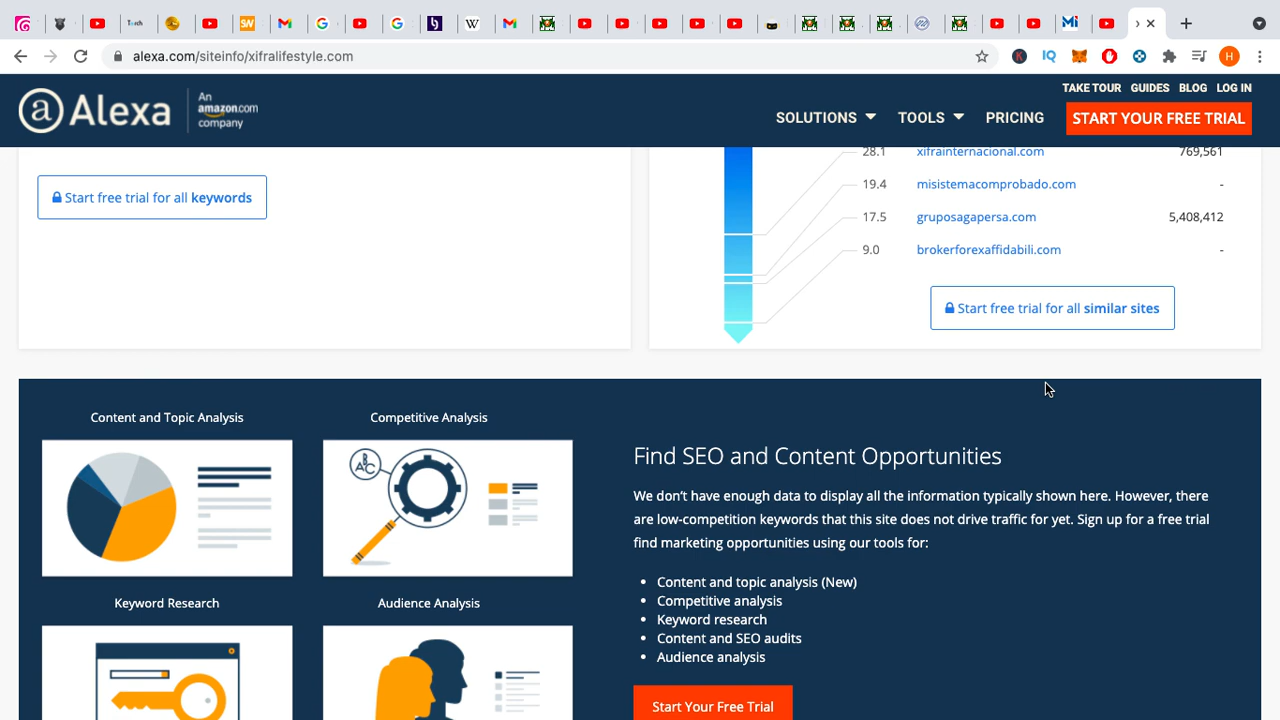 Torch
SW
W
Mi
alexa.com/siteinfo/xifralifestyle.com
K
IQ
H
a Alexa
An
amazon.com
company
TAKE TOUR GUIDES BLOG LOG IN
SOLUTIONS TOOLS PRICING START YOUR FREE TRIAL
Start free trial for all keywords
28.1 xifrainternacional.com 769,561
19.4 misistemacomprobado.com -
17.5 gruposagapersa.com 5,408,412
9.0 brokerforexaffidabili.com -
Start free trial for all similar sites
Content and Topic Analysis
Competitive Analysis
ABC
Keyword Research
Audience Analysis
Find SEO and Content Opportunities
We don’t have enough data to display all the information typically shown here. However, there
are low-competition keywords that this site does not drive traffic for yet. Sign up for a free trial
find marketing opportunities using our tools for:
• Content and topic analysis (New)
• Competitive analysis
• Keyword research
• Content and SEO audits
• Audience analysis
Start Your Free Trial